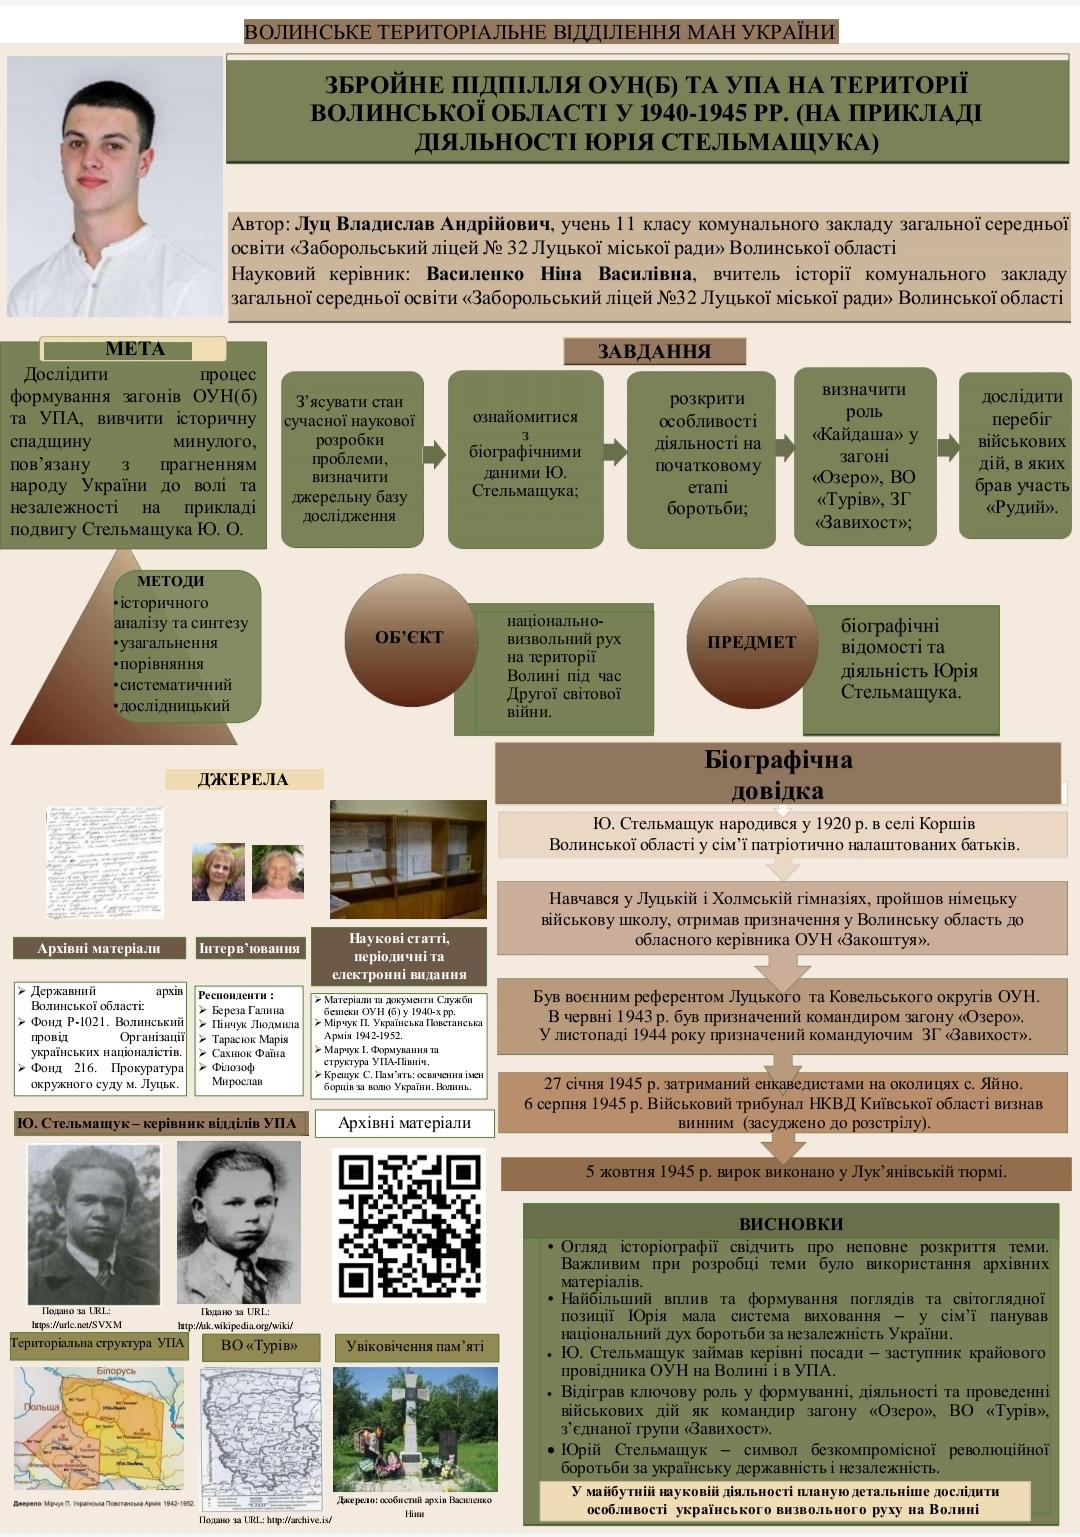 ВОЛИНСЬКЕ ТЕРИТОРІАЛЬНЕ ВІДДІЛЕННЯ МАН УКРАЇНИ
ЗБРОЙНЕ ПІДПІЛЛЯ ОУН(Б) ТА УПА НА ТЕРИТОРІЇ
ВОЛИНСЬКОЇ ОБЛАСТІ У 1940-1945 РР. (НА ПРИКЛАДІ
ДІЯЛЬНОСТІ ЮРІЯ СТЕЛЬМАЩУКА)
Автор: Луц Владислав Андрійович, учень 11 класу комунального закладу загальної середньої
освіти «Заборольський ліцей № 32 Луцької міської ради» Волинської області
Науковий керівник: Василенко Ніна Василівна, вчитель історії комунального закладу
загальної середньої освіти «Заборольський ліцей №32 Луцької міської ради» Волинської області
МЕТА
Дослідити процес
формування загонів ОУН(б)
та УПА, вивчити історичну
спадщину минулого,
пов’язану з прагненням
народу України до волі та
незалежності на прикладі
подвигу Стельмащука Ю. О.
ЗАВДАННЯ
З’ясувати стан
сучасної наукової
розробки
проблеми,
визначити
джерельну базу
дослідження
ознайомитися
з
біографічними
даними Ю.
Стельмащука;
розкрити
особливості
діяльності на
початковому
етапі
боротьби;
визначити
роль
«Кайдаша» у
загоні
«Озеро», ВО
«Турів», ЗГ
«Завихост»;
дослідити
перебіг
військових
дій, в яких
брав участь
«Рудий».
МЕТОДИ
•історичного
аналізу та синтезу
•узагальнення
•порівняння
•систематичний
•дослідницький
ОБ’ЄКТ
національно-
визвольний рух
на території
Волині під час
Другої світової
війни.
ПРЕДМЕТ
біографічні
відомості та
діяльність Юрія
Стельмащука.
ДЖЕРЕЛА
Архівні матеріали
➢ Державний архів
Волинської області:
➢ Фонд Р-1021. Волинський
провід Організації
українських націоналістів.
➢ Фонд 216. Прокуратура
окружного суду м. Луцьк.
Інтерв’ювання
Респонденти :
➢ Береза Галина
➢ Пінчук Людмила
➢ Тарасюк Марія
➢ Сахнюк Фаїна
➢ Філозоф
Мирослав
Наукові статті,
періодичні та
електронні видання
➢ Матеріали та документи Служби
безпеки ОУН (б) у 1940-х рр.
➢ Мірчук П. Українська Повстанська
Армія 1942-1952.
➢ Марчук І. Формування та
структура УПА-Північ.
➢ Крещук С. Пам’ять: освячення імен
борців за волю України. Волинь.
Біографічна
довідка
Ю. Стельмащук народився у 1920 р. в селі Коршів
Волинської області у сім’ї патріотично налаштованих батьків.
Навчався у Луцькій і Холмській гімназіях, пройшов німецьку
військову школу, отримав призначення у Волинську область до
обласного керівника ОУН «Закоштуя».
Був воєнним референтом Луцького та Ковельського округів ОУН.
В червні 1943 р. був призначений командиром загону «Озеро».
У листопаді 1944 року призначений командуючим ЗГ «Завихост».
27 січня 1945 р. затриманий енкаведистами на околицях с. Яйно.
6 серпня 1945 р. Військовий трибунал НКВД Київської області визнав
винним (засуджено до розстрілу).
5 жовтня 1945 р. вирок виконано у Лук’янівській тюрмі.
Ю. Стельмащук – керівник відділів УПА
Архівні матеріали
Подано за URL:
https://urlc.net/SVXM
Подано за URL:
http://uk.wikipedia.org/wiki/
Територіальна структура УПА
ВО «Турів»
Увіковічення пам’яті
Білорусь
Польща
Джерело: Мірчук П. Українська Повстанська Армія 1942-1952.
Подано за URL: http://archive.is/
Джерело: особистий архів Василенко
Ніни
ВИСНОВКИ
• Огляд історіографії свідчить про неповне розкриття теми.
Важливим при розробці теми було використання архівних
матеріалів.
• Найбільший вплив та формування поглядів та світоглядної
позиції Юрія мала система виховання – у сім’ї панував
національний дух боротьби за незалежність України.
• Ю. Стельмащук займав керівні посади – заступник крайового
провідника ОУН на Волині і в УПА.
• Відіграв ключову роль у формуванні, діяльності та проведенні
військових дій як командир загону «Озеро», ВО «Турів»,
з’єднаної групи «Завихост».
• Юрій Стельмащук – символ безкомпромісної революційної
боротьби за українську державність і незалежність.
У майбутній науковій діяльності планую детальніше дослідити
особливості українського визвольного руху на Волині